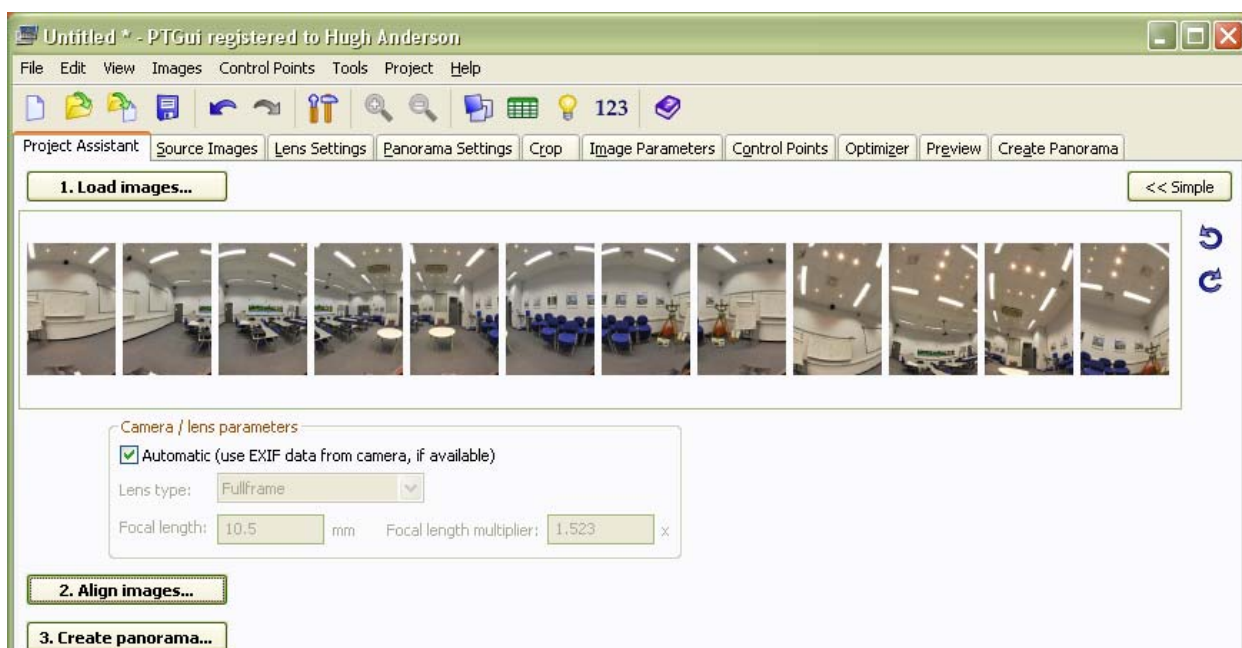 Untitled * - PTGui registered to Hugh Anderson
File Edit View Images Control Points Tools Project Help
123
Project Assistant Source Images Lens Settings Panorama Settings Crop Image Parameters Control Points Optimizer Preview Create Panorama
1. Load images... << Simple
Camera / lens parameters
Automatic (use EXIF data from camera, if available)
Lens type: Fullframe
Focal length: 10.5 mm Focal length multiplier: 1.523 x
2. Align images...
3. Create panorama...